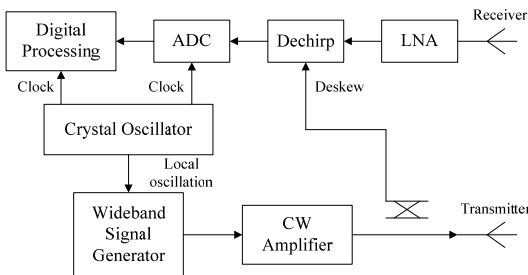 Receiver
Digital
Processing
ADC
Dechirp
LNA
Clock
Clock
Deskew
Crystal Oscillator
Local
oscillation
Wideband
Signal
Generator
CW
Amplifier
Transmitter